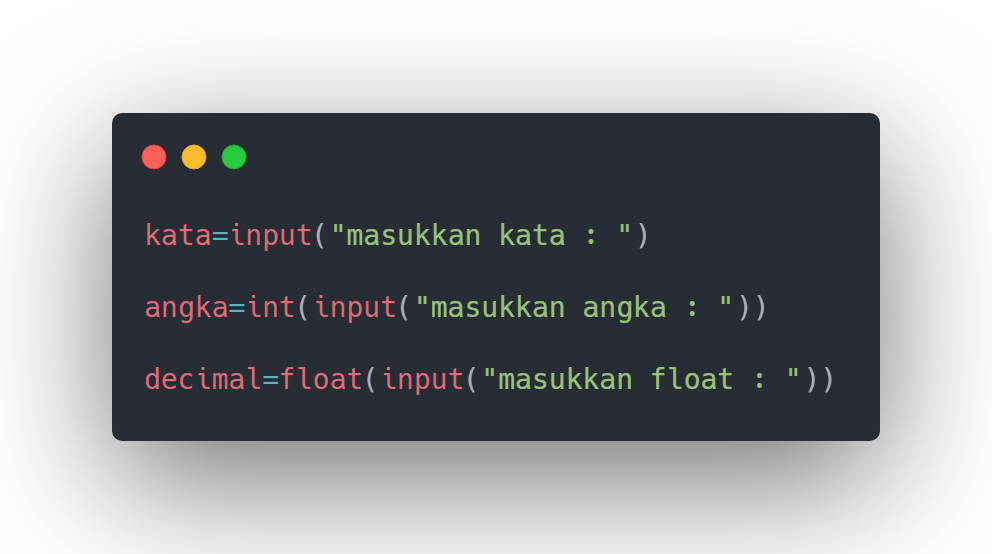 kata=input("masukkan kata : ")
angka=int(input("masukkan angka : "))
decimal=float(input("masukkan float : "))